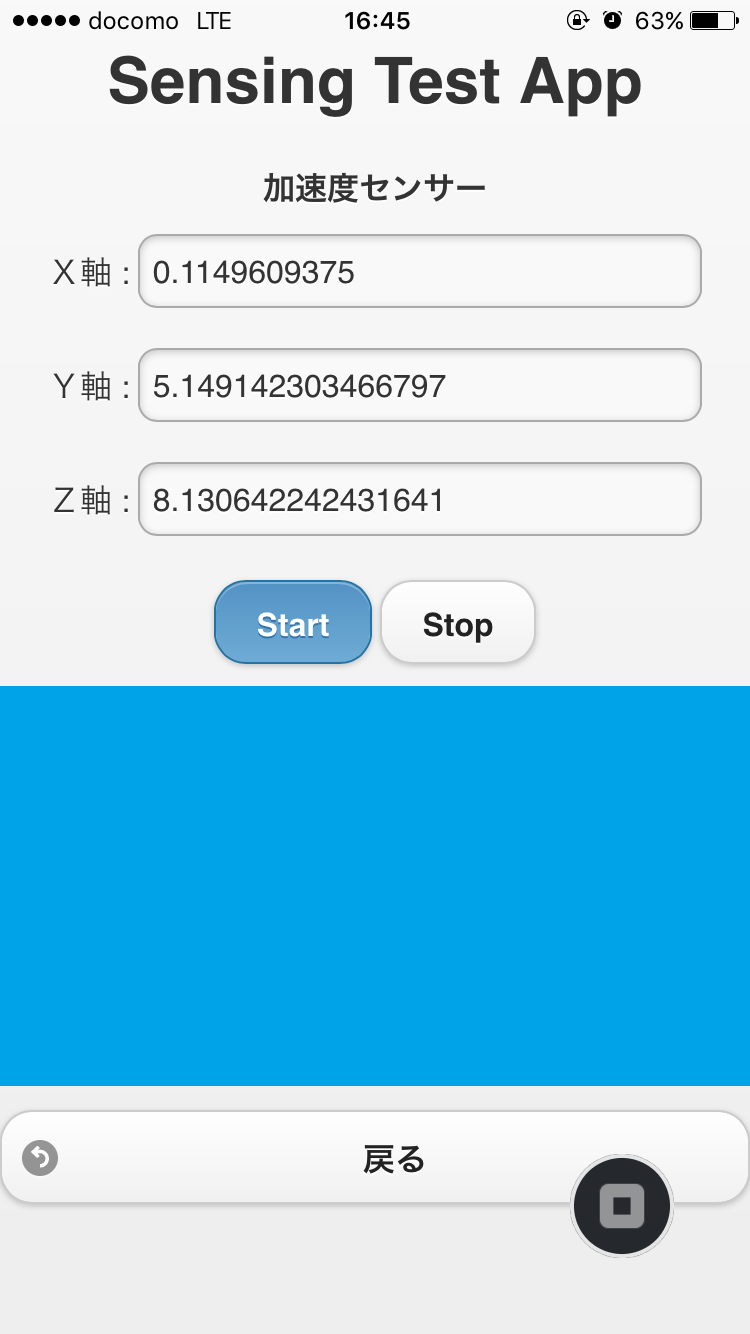 docomo LTE 16:45 63%
Sensing Test App
加速度センサー
X軸 : 0.1149609375
Y軸 : 5.149142303466797
Z軸 : 8.130642242431641
Start Stop
戻る